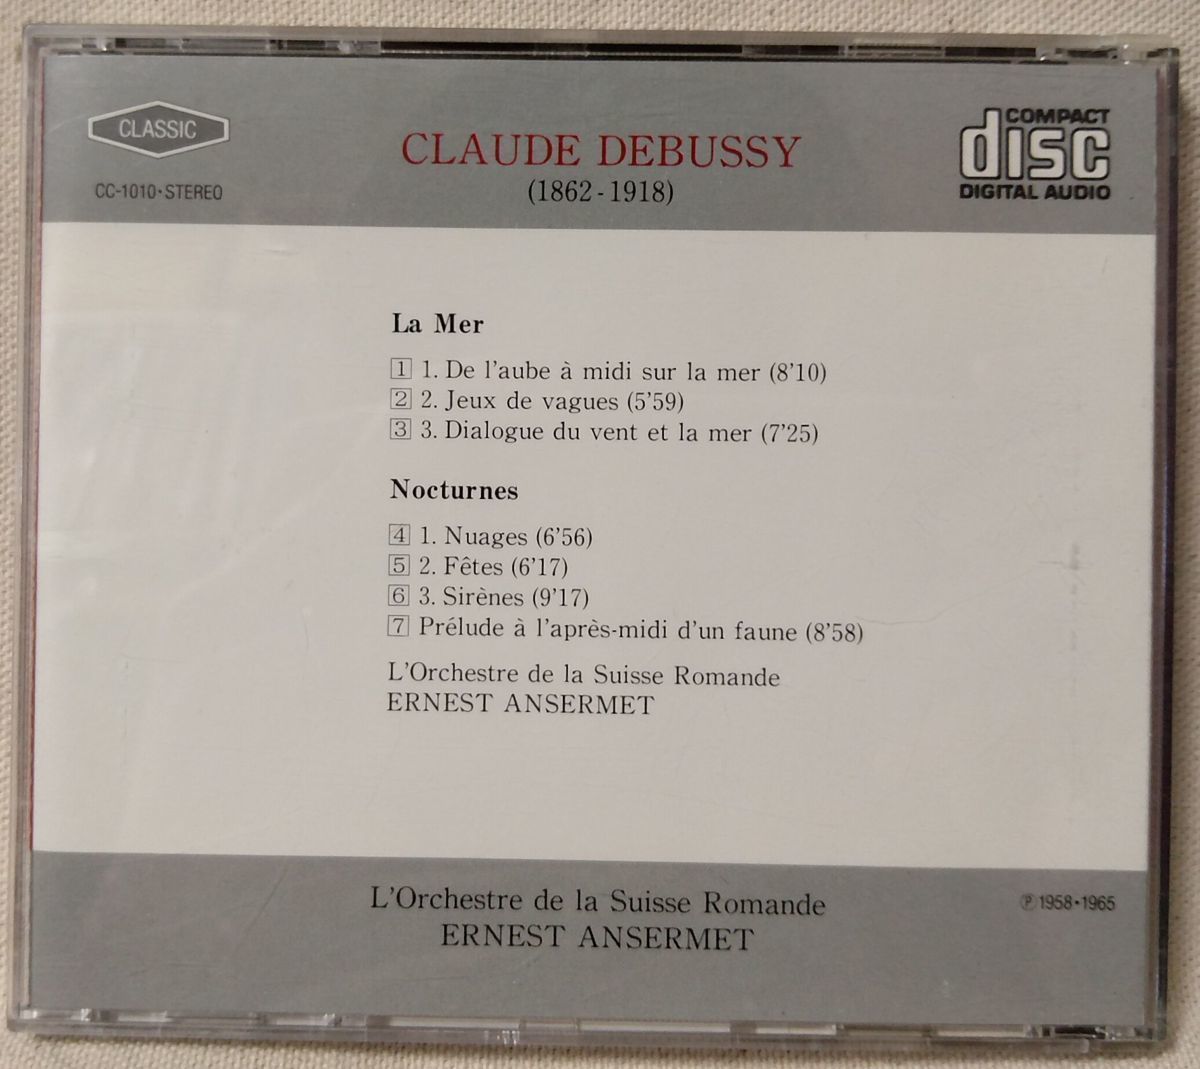 CLASSIC
CC-1010・STEREO
CLAUDE DEBUSSY
(1862-1918)
COMPACT
disc
DIGITAL AUDIO
La Mer
1 1. De l'aube à midi sur la mer (8'10)
2 2. Jeux de vagues (5'59)
3 3. Dialogue du vent et la mer (7'25)
Nocturnes
4 1. Nuages (6'56)
5 2. Fêtes (6'17)
6 3. Sirènes (9'17)
7 Prélude à l'après-midi d'un faune (8'58)
L'Orchestre de la Suisse Romande
ERNEST ANSERMET
L'Orchestre de la Suisse Romande
ERNEST ANSERMET
℗1958・1965